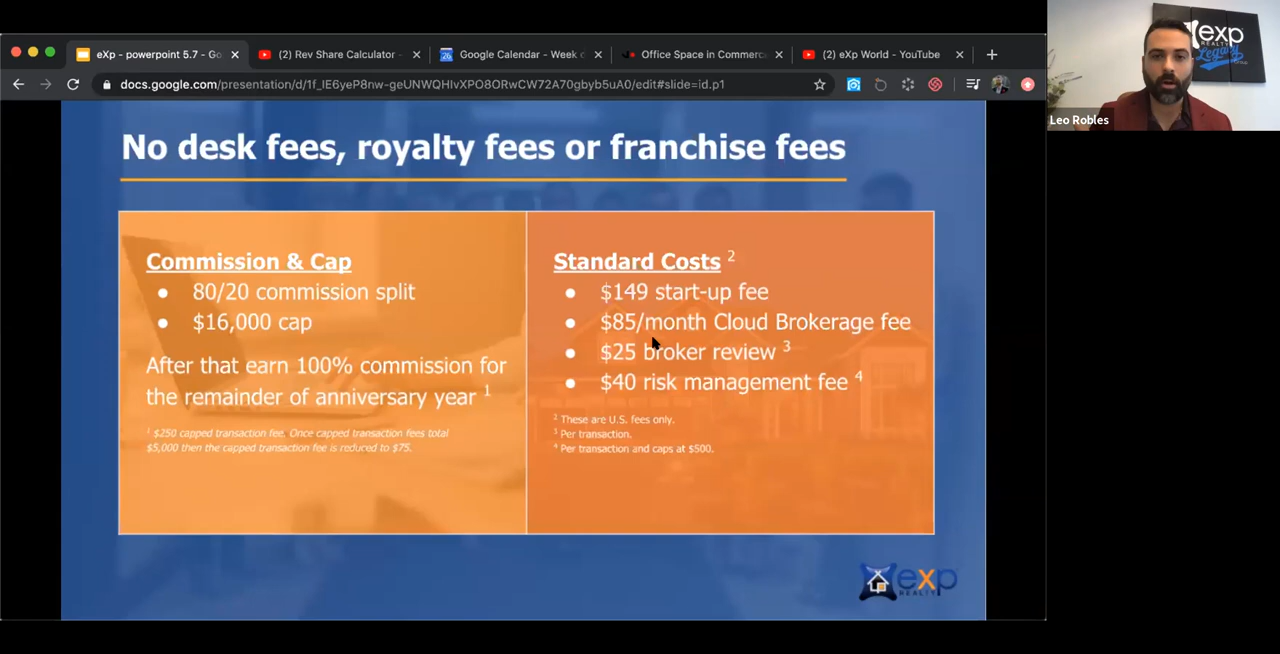 eXp - powerpoint 5.7 - Go
(2) Rev Share Calculator -
26
Google Calendar - Week o
Office Space in Commerc
(2) eXp World - YouTube
docs.google.com/presentation/d/1f_IE6yeP8nw-geUNWQHIvXPO8ORwCW72A70gbyb5uA0/edit#slide=id.p1
eXp
REALTY
Legacy
Leo Robles
No desk fees, royalty fees or franchise fees
Commission & Cap
● 80/20 commission split
● $16,000 cap
After that earn 100% commission for
the remainder of anniversary year 1
1 $250 capped transaction fee. Once capped transaction fees total
$5,000 then the capped transaction fee is reduced to $75.
Standard Costs 2
● $149 start-up fee
● $85/month Cloud Brokerage fee
● $25 broker review 3
● $40 risk management fee 4
2 These are U.S. fees only.
3 Per transaction.
4 Per transaction and caps at $500.
exp
REALTY